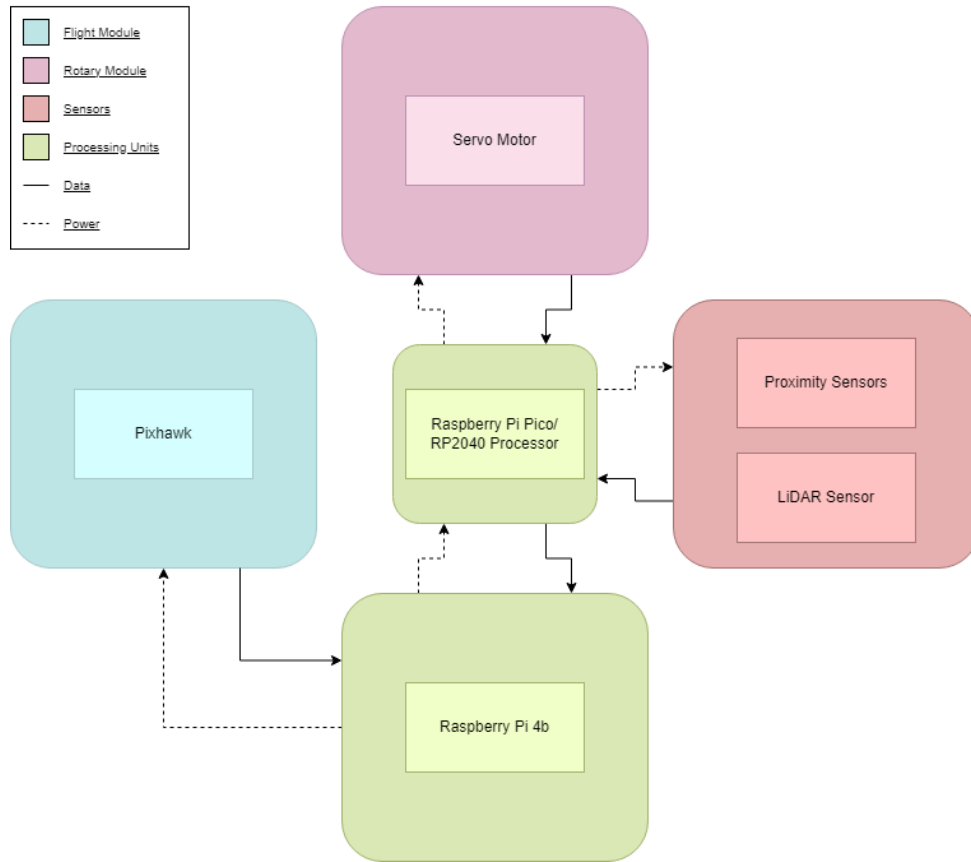 Flight Module
Rotary Module
Sensors
Processing Units
Data
Power
Servo Motor
Pixhawk
Raspberry Pi Pico/
RP2040 Processor
Proximity Sensors
LiDAR Sensor
Raspberry Pi 4b